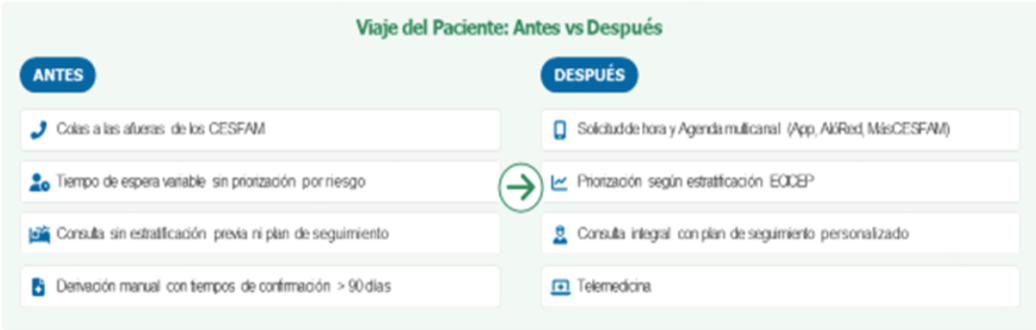 Viaje del Paciente: Antes vs Después
ANTES
Colas a las afueras de los CESFAM
Tiempo de espera variable sin priorización por riesgo
Consulta sin estratificación previa ni plan de seguimiento
Derivación manual con tiempos de confirmación > 90 días
DESPUÉS
Solicitud de hora y Agenda multicanal (App, AlóRed, MásCESFAM)
Priorización según estratificación
Consulta integral con plan de seguimiento personalizado
Telemedicina